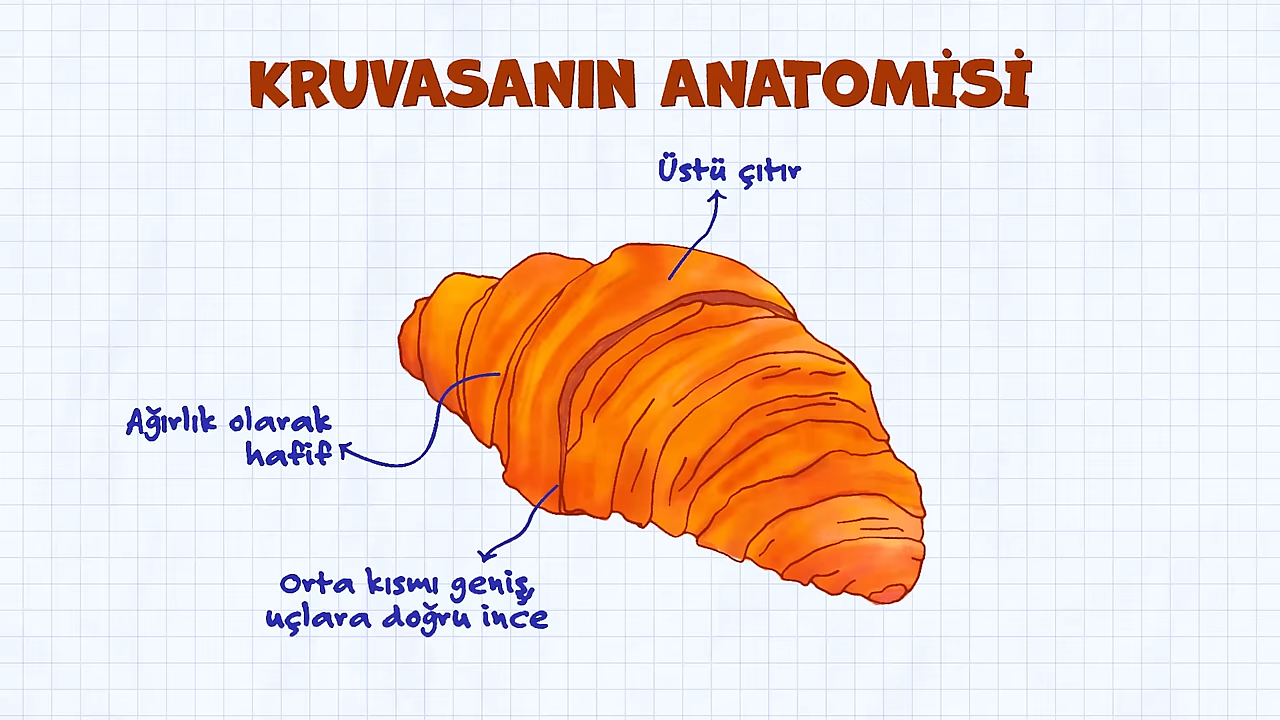 KRUVASANIN ANATOMİSİ
Üstü çıtır
Ağırlık olarak
hafif
Orta kısmı geniş,
uçlara doğru ince